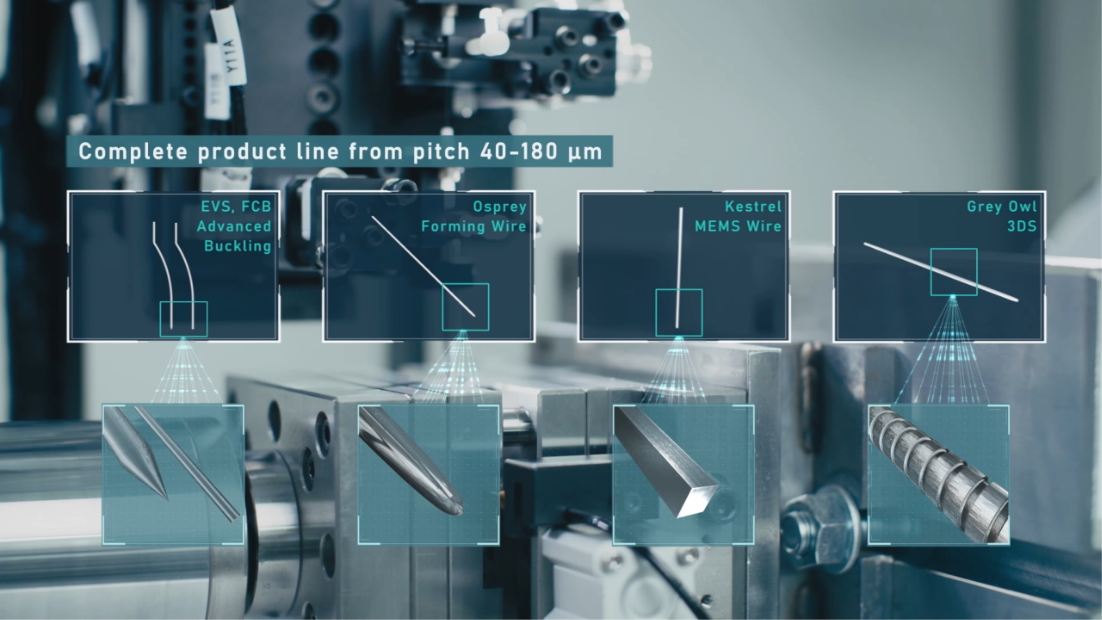 Y11A
Complete product line from pitch 40-180 µm
EVS, FCB
Advanced
Buckling
Osprey
Forming Wire
Kestrel
MEMS Wire
Grey Owl
3DS